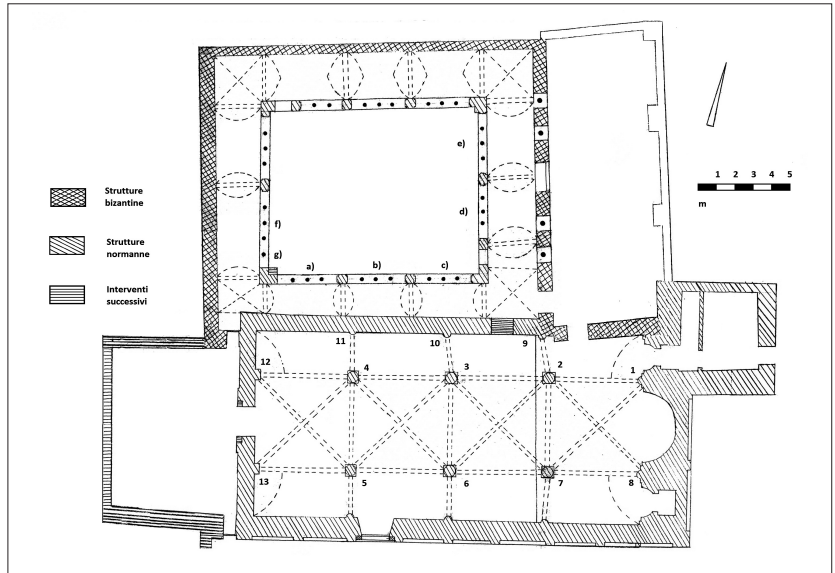 Strutture
bizantine
Strutture
normanne
Interventi
successivi
1 2 3 4 5
m
e)
d)
f)
g)
a) b) c)
11 10 9
12 4 3 2 1
13 5 6 7 8